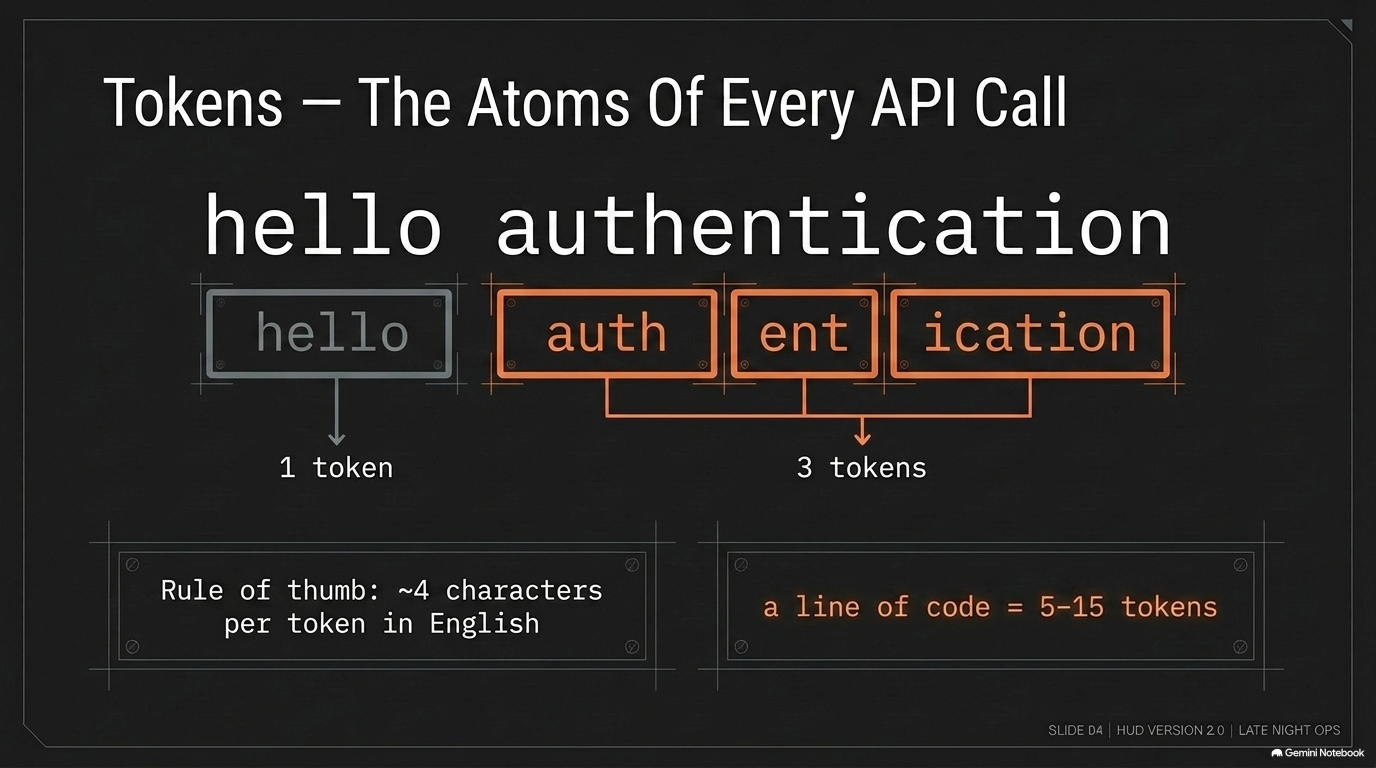 Tokens — The Atoms Of Every API Call
hello authentication
hello auth ent ication
1 token 3 tokens
Rule of thumb: ~4 characters
per token in English
a line of code = 5–15 tokens
SLIDE 04 | HUD VERSION 2.0 | LATE NIGHT OPS
Gemini Notebook